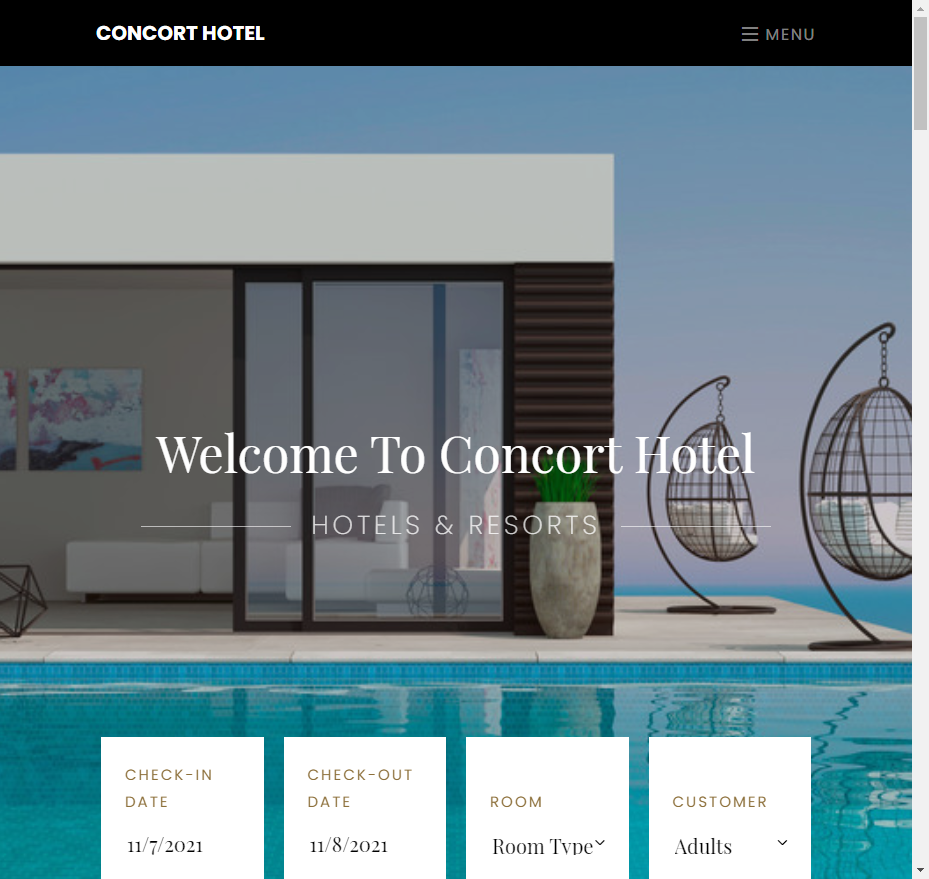 CONCORT HOTEL
MENU
Welcome To Concort Hotel
HOTELS & RESORTS
CHECK-IN
DATE
11/7/2021
CHECK-OUT
DATE
11/8/2021
ROOM
Room Type
CUSTOMER
Adults